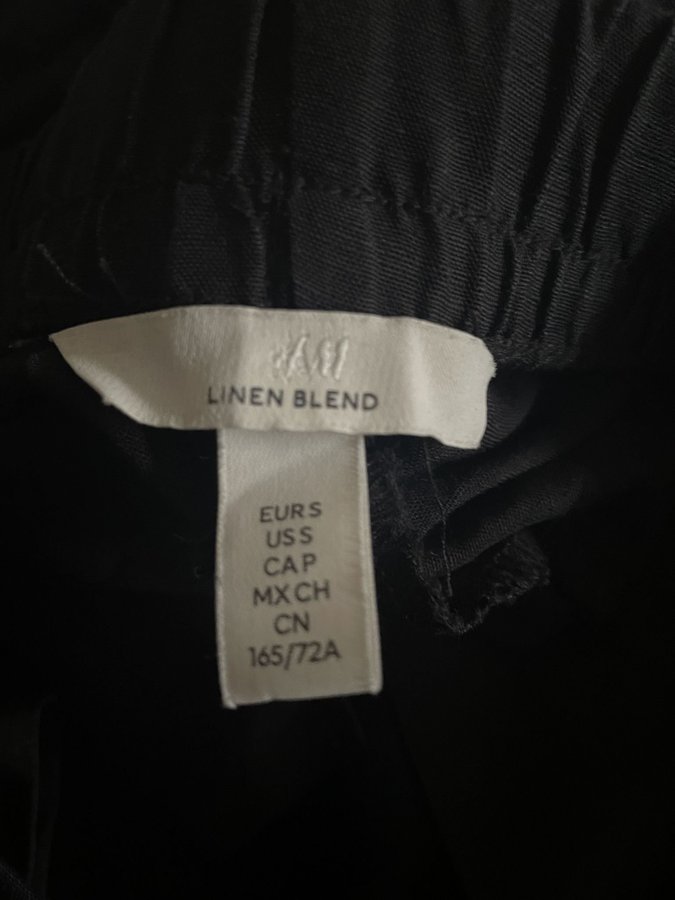 H&M
LINEN BLEND
EUR S
US S
CA P
MX CH
CN
165/72A